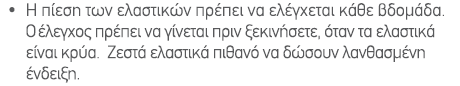 • Η πίεση των ελαστικών πρέπει να ελέγχεται κάθε βδομάδα.
Ο έλεγχος πρέπει να γίνεται πριν ξεκινήσετε, όταν τα ελαστικά
είναι κρύα. Ζεστά ελαστικά πιθανό να δώσουν λανθασμένη
ένδειξη.